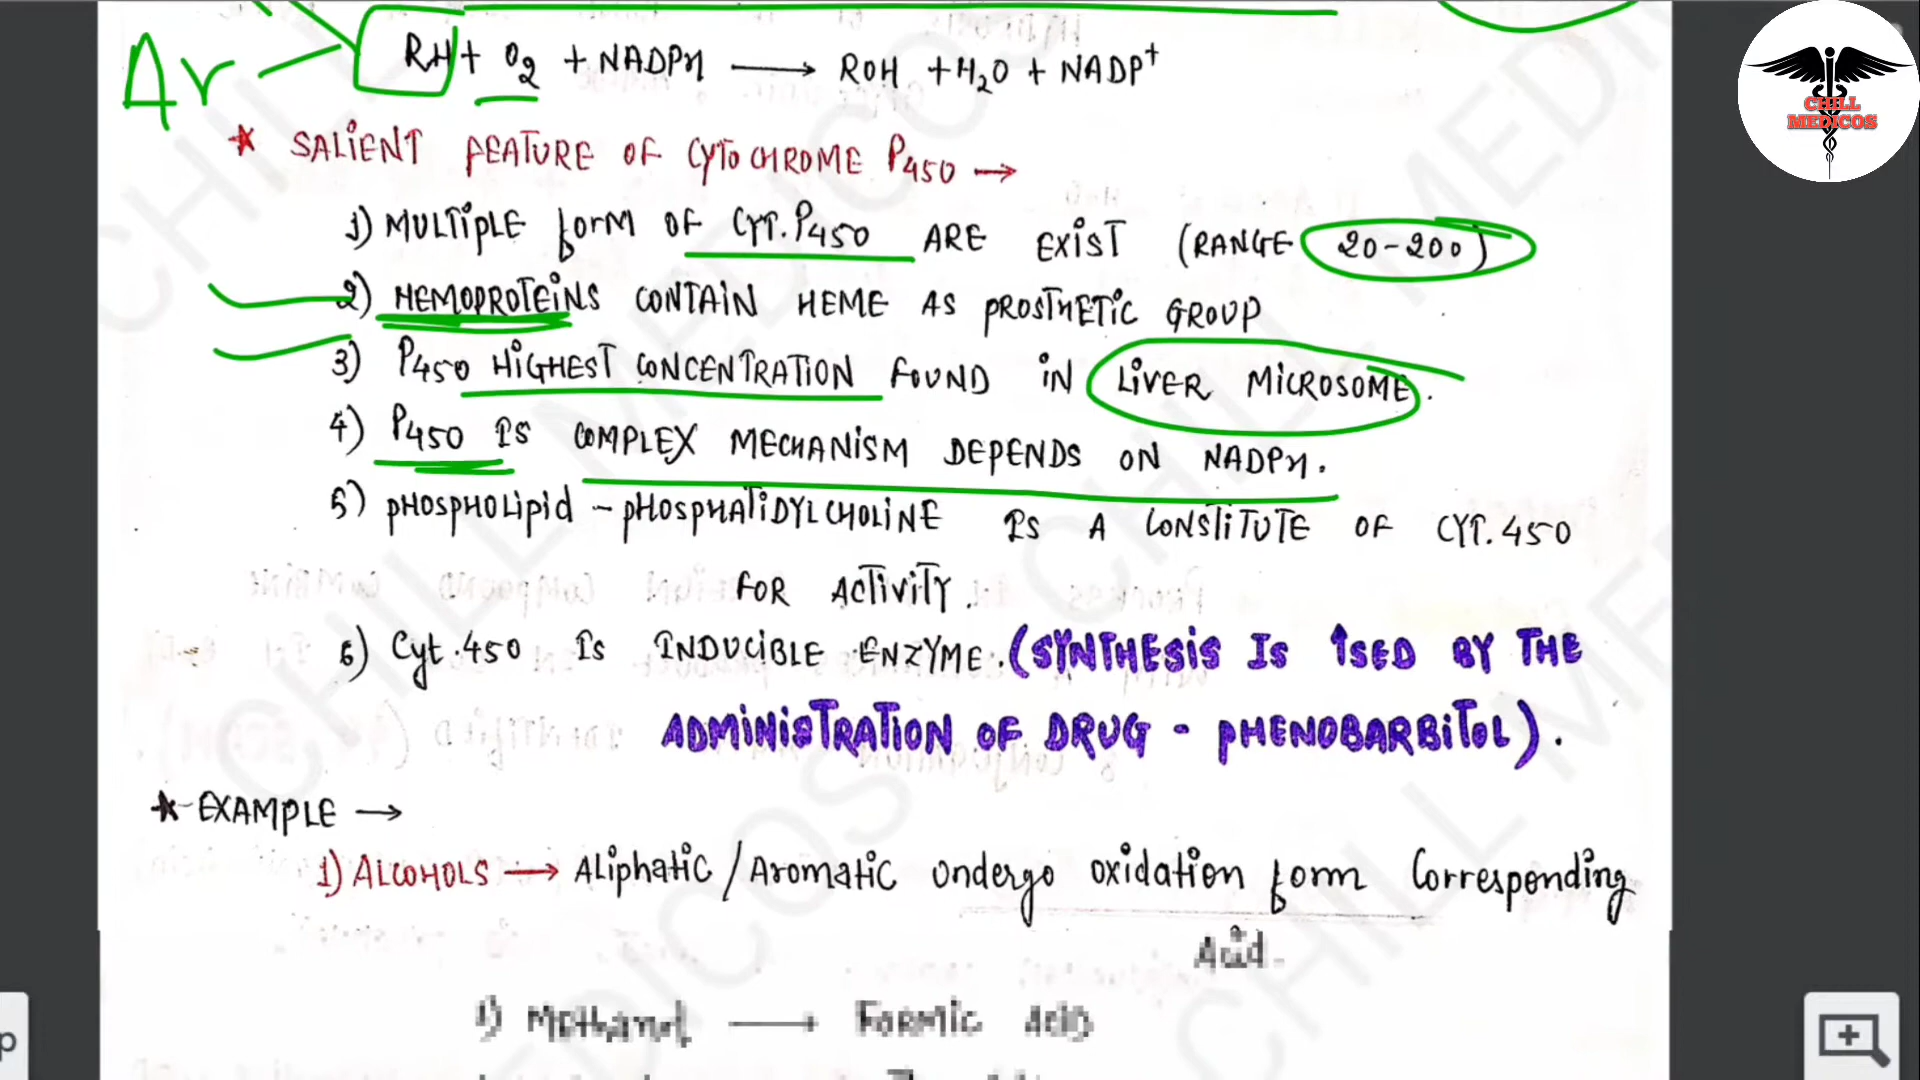 Ar
RH + O2 + NADPH ⟶ ROH + H2O + NADP+
CHILL
MEDICOS
★ SALIENT FEATURE OF CYTOCHROME P450 →
1) MULTIPLE form OF CYT.P450 ARE EXIST (RANGE 20-200)
2) HEMOPROTEINS CONTAIN HEME AS PROSTHETIC GROUP
3) P450 HIGHEST CONCENTRATION FOUND IN LIVER MICROSOME.
4) P450 IS COMPLEX MECHANISM DEPENDS ON NADPH.
5) PHOSPHOLIPID - PHOSPHATIDYLCHOLINE IS A CONSTITUTE OF CYT.450
FOR ACTIVITY.
6) Cyt.450 IS INDUCIBLE ENZYME. (SYNTHESIS IS ↑SED BY THE
ADMINISTRATION OF DRUG - PHENOBARBITOL).
★ EXAMPLE →
1) ALCOHOLS → Aliphatic / Aromatic undergo oxidation form Corresponding
Acid.
1) Methanol ⟶ Formic Acid